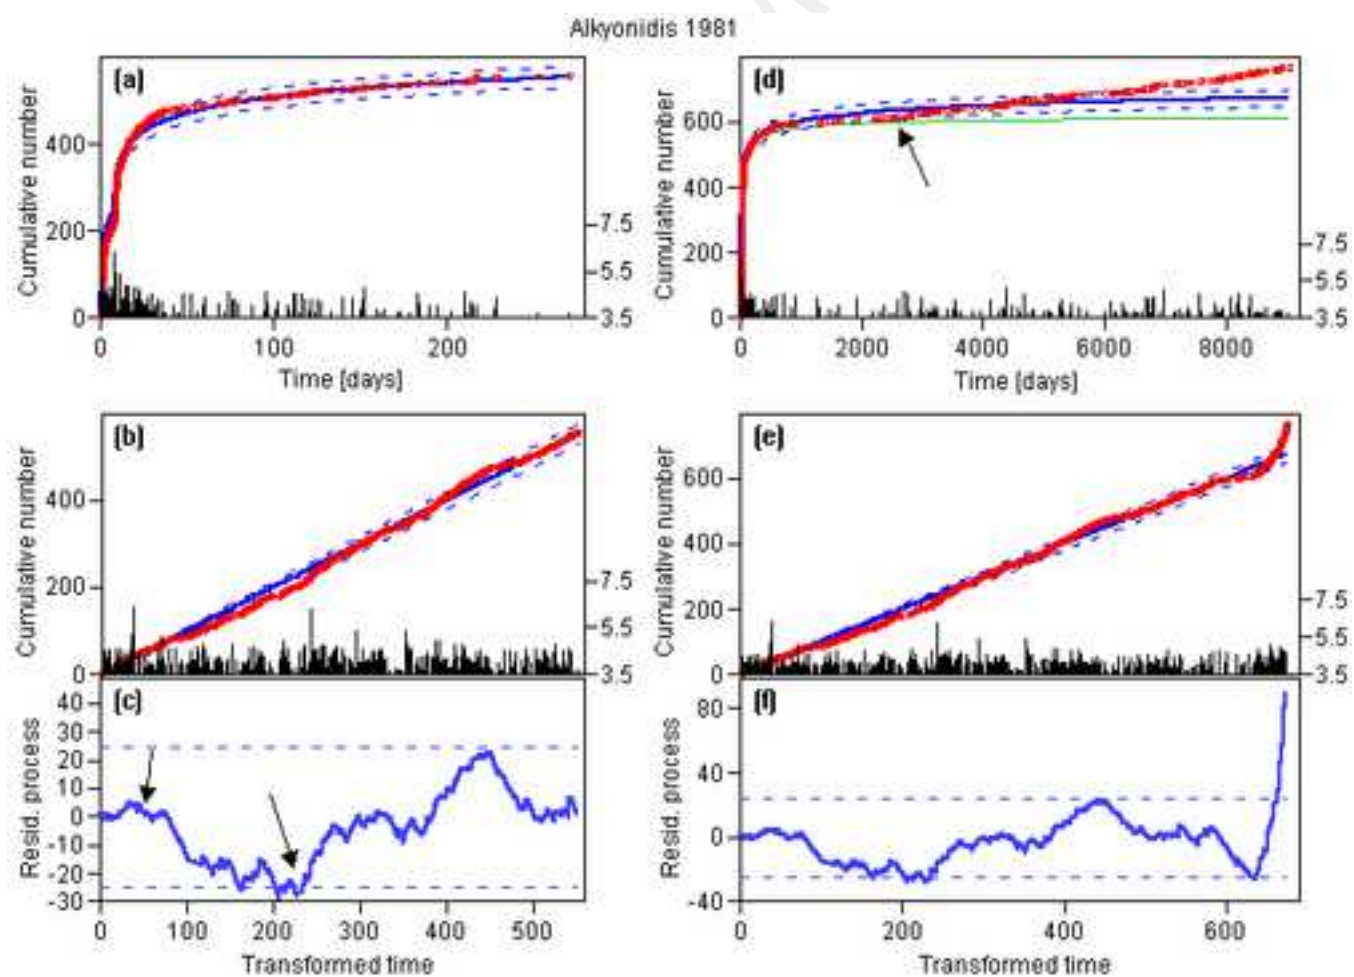 Alkyonidis 1981
(a)
Cumulative number
400
200
0
7.5
5.5
3.5
0 100 200
Time [days]
(d)
Cumulative number
600
400
200
0
7.5
5.5
3.5
0 2000 4000 6000 8000
Time [days]
(b)
Cumulative number
400
200
0
7.5
5.5
3.5
(e)
Cumulative number
600
400
200
0
7.5
5.5
3.5
(c)
Resid. process
40
30
20
10
0
-10
-20
-30
0 100 200 300 400 500
Transformed time
(f)
Resid. process
80
40
0
-40
0 200 400 600
Transformed time